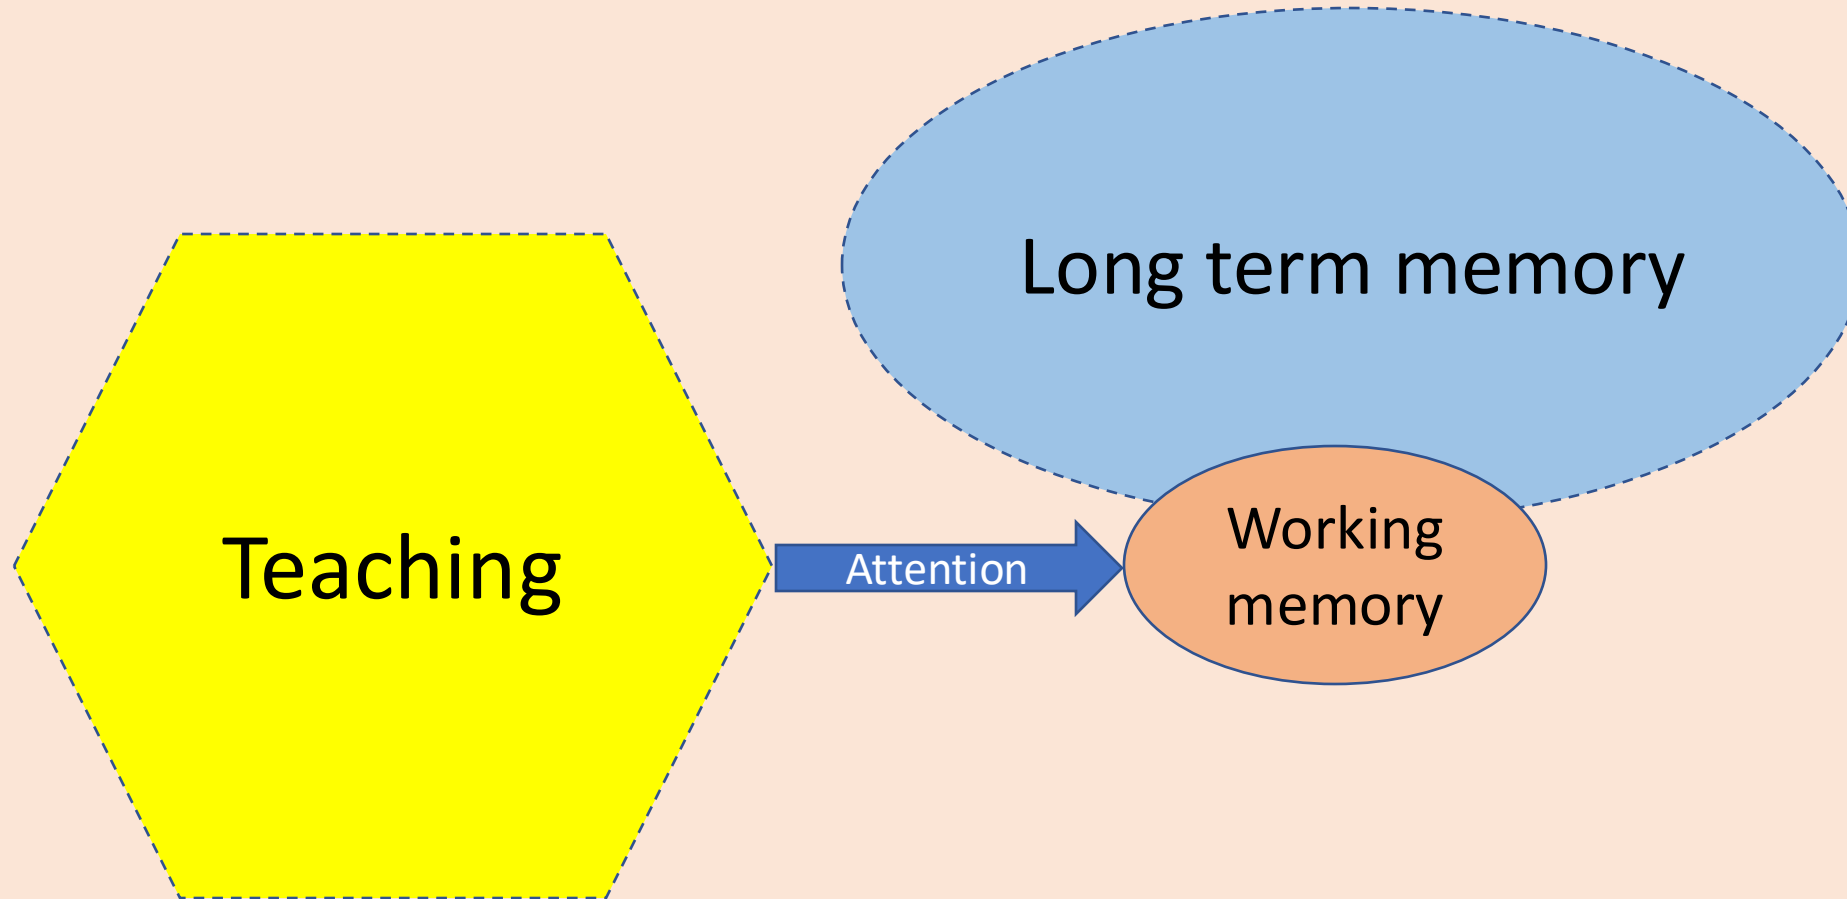 Long term memory
Teaching
Attention
Working
memory